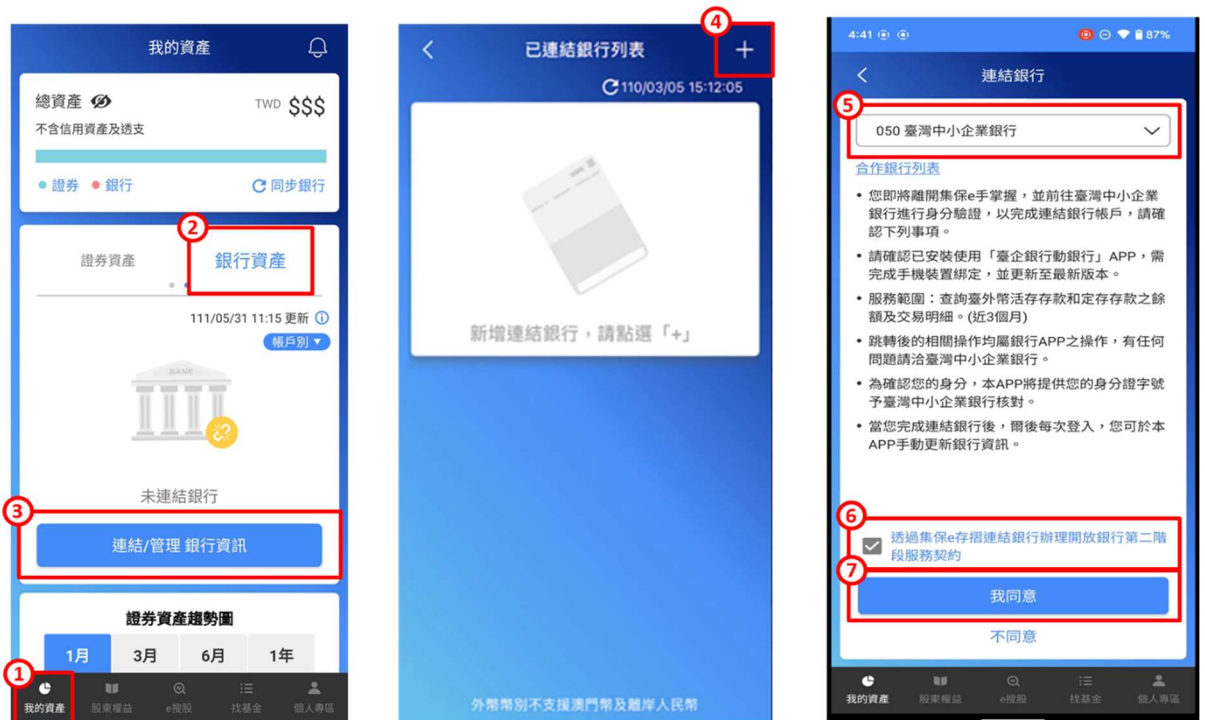 我的資產
總資產
TWD $$$
不含信用資產及透支
證券
銀行
同步銀行
2
證券資產
銀行資產
111/05/31 11:15 更新
帳戶別
BANK
未連結銀行
3
連結/管理 銀行資訊
證券資產趨勢圖
1月
3月
6月
1年
1
我的資產
股東權益
e搜股
找基金
個人專區
4
已連結銀行列表
110/03/05 15:12:05
新增連結銀行，請點選「+」
外幣幣別不支援澳門幣及離岸人民幣
4:41
87%
連結銀行
5
050 臺灣中小企業銀行
合作銀行列表
• 您即將離開集保e手掌握，並前往臺灣中小企業
銀行進行身分驗證，以完成連結銀行帳戶，請確
認下列事項。
• 請確認已安裝使用「臺企銀行動銀行」APP，需
完成手機裝置綁定，並更新至最新版本。
• 服務範圍：查詢臺外幣活存存款和定存存款之餘
額及交易明細。(近3個月)
• 跳轉後的相關操作均屬銀行APP之操作，有任何
問題請洽臺灣中小企業銀行。
• 為確認您的身分，本APP將提供您的身分證字號
予臺灣中小企業銀行核對。
• 當您完成連結銀行後，爾後每次登入，您可於本
APP手動更新銀行資訊。
6
透過集保e存摺連結銀行辦理開放銀行第二階
段服務契約
7
我同意
不同意
我的資產
股東權益
e搜股
找基金
個人專區